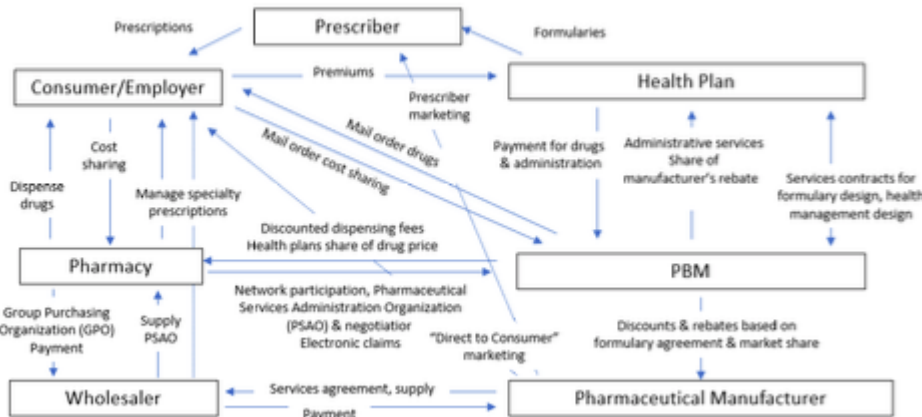 Prescriber
Prescriptions
Formularies
Consumer/Employer
Premiums
Health Plan
Prescriber
marketing
Mail order drugs
Mail order cost sharing
Cost
sharing
Dispense
drugs
Manage specialty
prescriptions
Payment for drugs
& administration
Administrative services
Share of
manufacturer's rebate
Services contracts for
formulary design, health
management design
Discounted dispensing fees
Health plans share of drug price
Pharmacy
PBM
Network participation, Pharmaceutical
Services Administration Organization
(PSAO) & negotiation
Electronic claims
Group Purchasing
Organization (GPO)
Payment
Supply
PSAO
"Direct to Consumer"
marketing
Discounts & rebates based on
formulary agreement & market share
Wholesaler
Services agreement, supply
Payment
Pharmaceutical Manufacturer